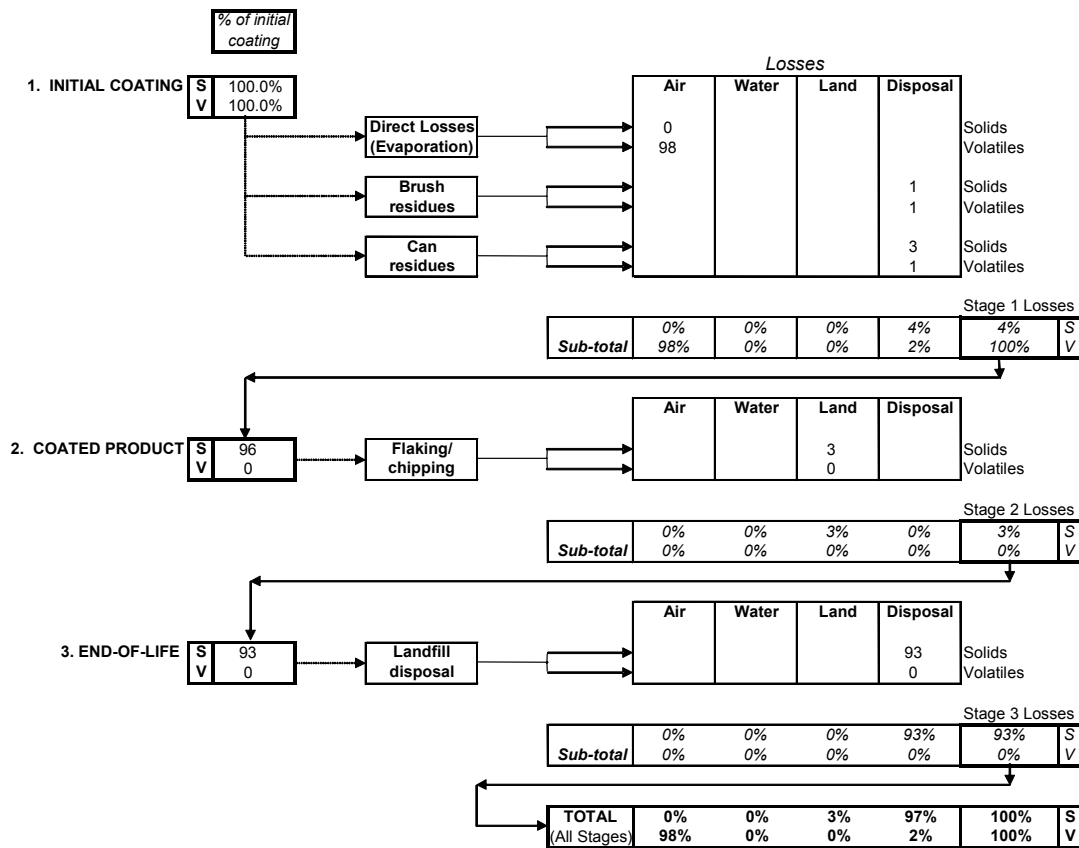 % of initial
coating
Losses
1. INITIAL COATING S 100.0%
V 100.0%
Air Water Land Disposal
Direct Losses
(Evaporation)
0 Solids
98 Volatiles
Brush
residues
1 Solids
1 Volatiles
Can
residues
3 Solids
1 Volatiles
Stage 1 Losses
0% 0% 0% 4% 4% S
Sub-total 98% 0% 0% 2% 100% V
Air Water Land Disposal
2. COATED PRODUCT S 96
V 0
Flaking/
chipping
3 Solids
0 Volatiles
Stage 2 Losses
0% 0% 3% 0% 3% S
Sub-total 0% 0% 0% 0% 0% V
Air Water Land Disposal
3. END-OF-LIFE S 93
V 0
Landfill
disposal
93 Solids
0 Volatiles
Stage 3 Losses
0% 0% 0% 93% 93% S
Sub-total 0% 0% 0% 0% 0% V
TOTAL 0% 0% 3% 97% 100% S
(All Stages) 98% 0% 0% 2% 100% V